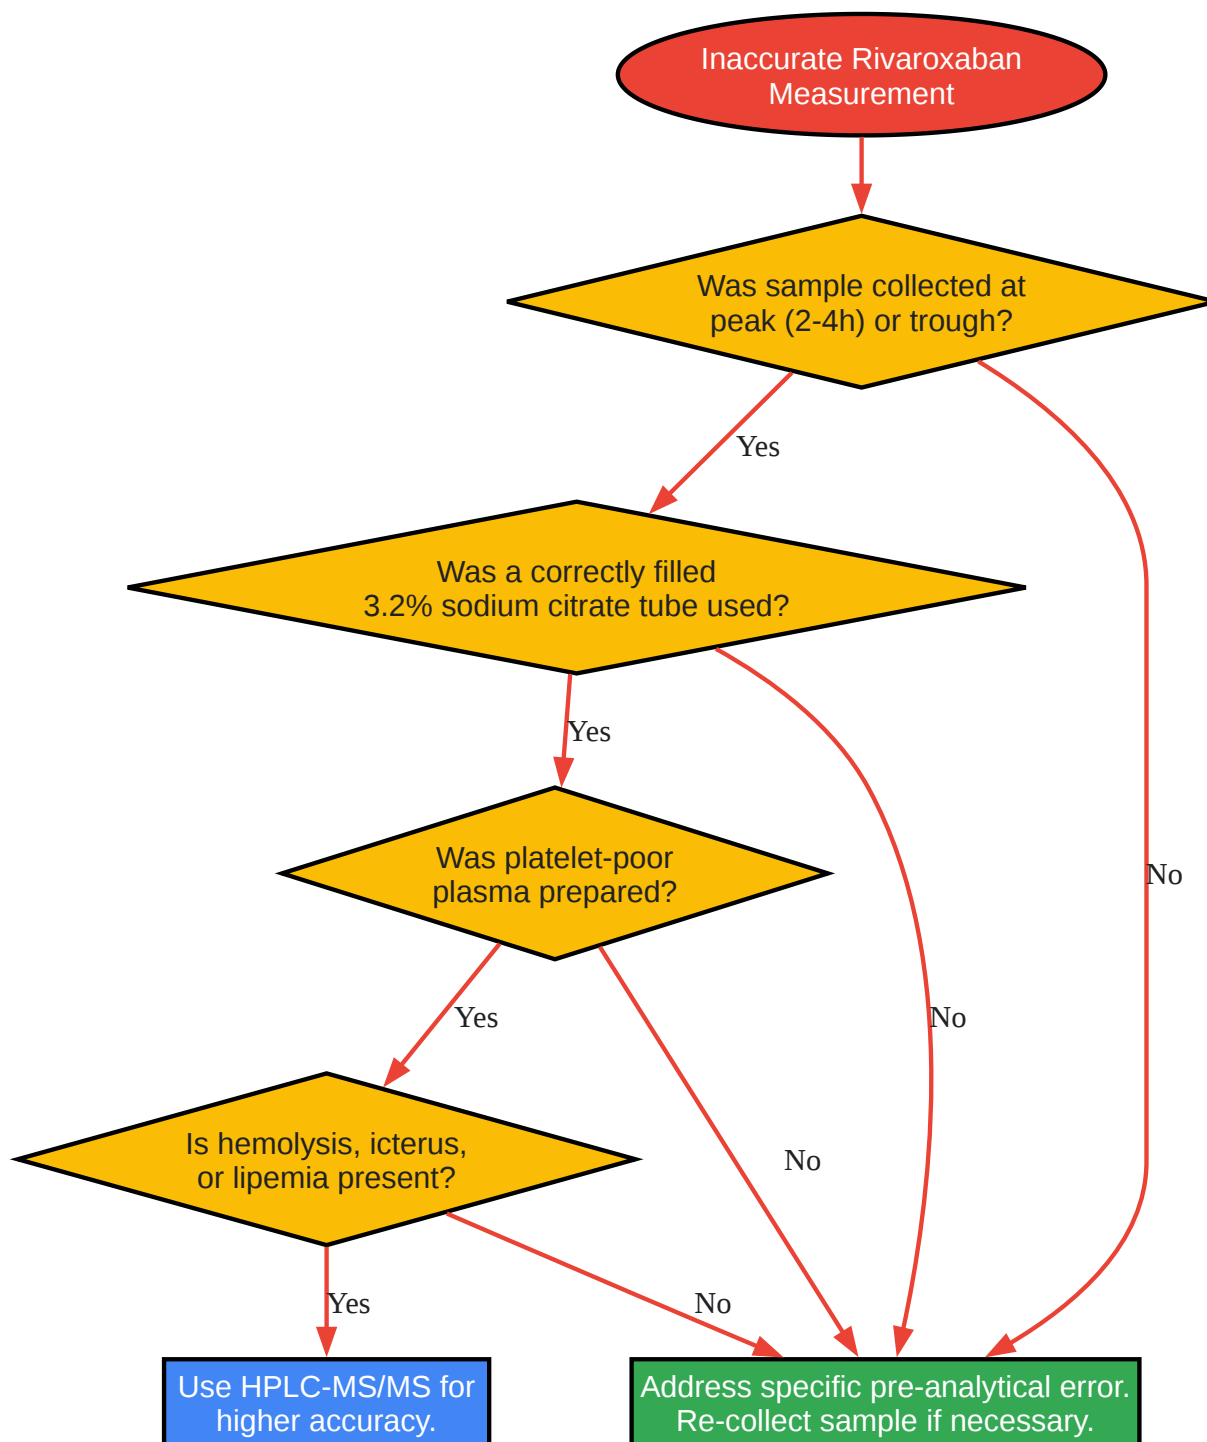 Inaccurate Rivaroxaban
Measurement
Was sample collected at
peak (2-4h) or trough?
Yes
Was a correctly filled
3.2% sodium citrate tube used?
Yes
Was platelet-poor
plasma prepared?
No
Yes
No
Is hemolysis, icterus,
or lipemia present?
No
Yes
No
Use HPLC-MS/MS for
higher accuracy.
Address specific pre-analytical error.
Re-collect sample if necessary.